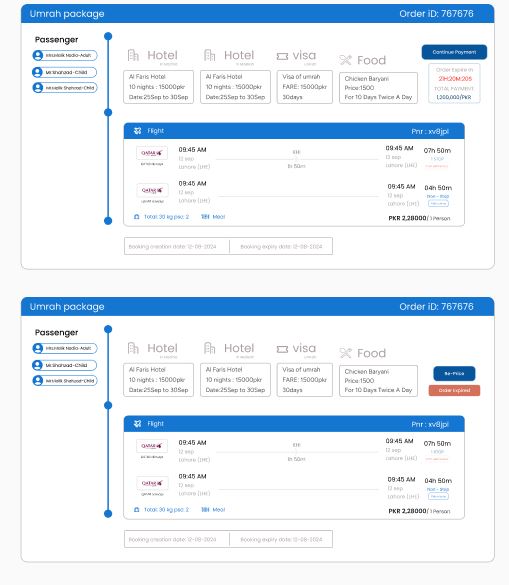 Umrah package
Order iD: 767676
Passenger
Mrs.Malik Nadia-Adult
Mr.Shahzad-Child
Mr.Malik Shahzad-Child
Hotel
Hotel
visa
Food
Al Faris Hotel
10 nights : 15000pkr
Date:25Sep to 30Sep
Al Faris Hotel
10 nights : 15000pkr
Date:25Sep to 30Sep
Visa of umrah
FARE: 15000pkr
30days
Chicken Baryani
Price:1500
For 10 Days Twice A Day
Continue Payment
Order Expire In
21H:20M:20S
TOTAL PAYMENT
1,200,000/PKR
Flight
Pnr : xv8jpl
QATAR
09:45 AM
12 sep
Lahore (LHE)
KHI
1h 50m
09:45 AM
12 sep
Lahore (LHE)
07h 50m
1 STOP
QATAR
09:45 AM
12 sep
Lahore (LHE)
09:45 AM
12 sep
Lahore (LHE)
04h 50m
Non - Stop
Total: 30 kg psc: 2
Meal
PKR 2,28000/ 1 Person
Booking creation date: 12-08-2024
Booking expiry date: 12-08-2024
Umrah package
Order iD: 767676
Passenger
Mrs.Malik Nadia-Adult
Mr.Shahzad-Child
Mr.Malik Shahzad-Child
Hotel
Hotel
visa
Food
Al Faris Hotel
10 nights : 15000pkr
Date:25Sep to 30Sep
Al Faris Hotel
10 nights : 15000pkr
Date:25Sep to 30Sep
Visa of umrah
FARE: 15000pkr
30days
Chicken Baryani
Price:1500
For 10 Days Twice A Day
Re-Price
Order Expired
Flight
Pnr : xv8jpl
QATAR
09:45 AM
12 sep
Lahore (LHE)
KHI
1h 50m
09:45 AM
12 sep
Lahore (LHE)
07h 50m
1 STOP
QATAR
09:45 AM
12 sep
Lahore (LHE)
09:45 AM
12 sep
Lahore (LHE)
04h 50m
Non - Stop
Total: 30 kg psc: 2
Meal
PKR 2,28000/ 1 Person
Booking creation date: 12-08-2024
Booking expiry date: 12-08-2024